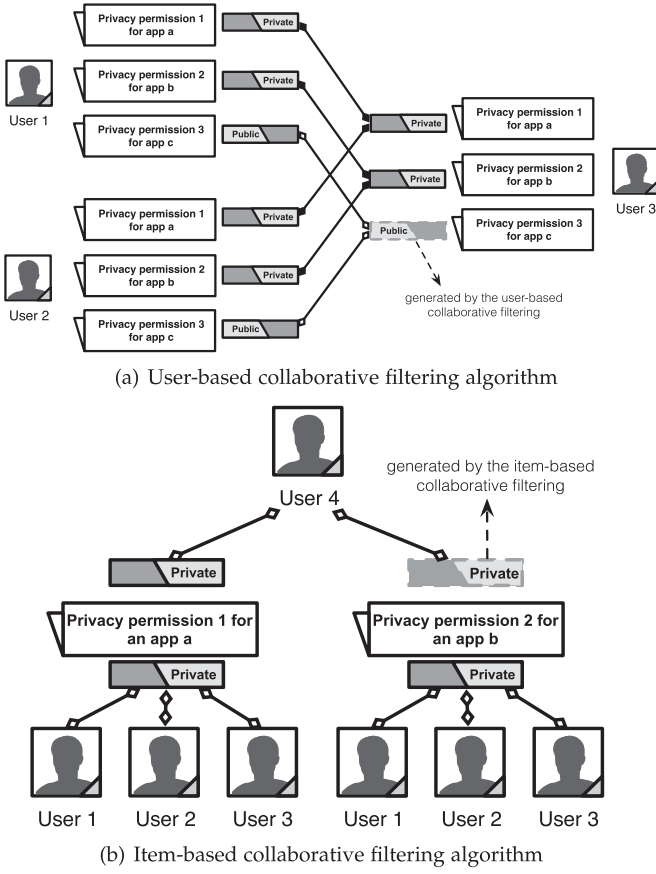 Privacy permission 1
for app a
Private
User 1
Privacy permission 2
for app b
Private
Privacy permission 3
for app c
Public
Private
Privacy permission 1
for app a
Private
Privacy permission 2
for app b
User 3
Public
Privacy permission 3
for app c
User 2
Privacy permission 1
for app a
Private
Privacy permission 2
for app b
Private
Privacy permission 3
for app c
Public
generated by the user-based
collaborative filtering
(a) User-based collaborative filtering algorithm
User 4
generated by the item-based
collaborative filtering
Private
Private
Privacy permission 1 for
an app a
Privacy permission 2 for
an app b
Private
Private
User 1
User 2
User 3
User 1
User 2
User 3
(b) Item-based collaborative filtering algorithm